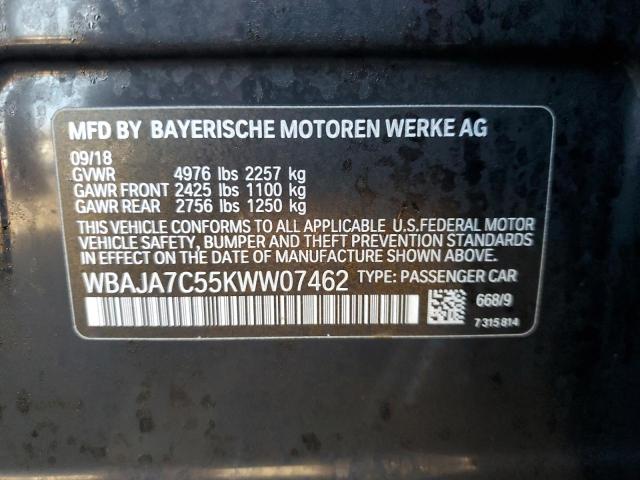 MFD BY BAYERISCHE MOTOREN WERKE AG
09/18
GVWR 4976 lbs 2257 kg
GAWR FRONT 2425 lbs 1100 kg
GAWR REAR 2756 lbs 1250 kg
THIS VEHICLE CONFORMS TO ALL APPLICABLE U.S.FEDERAL MOTOR
VEHICLE SAFETY, BUMPER AND THEFT PREVENTION STANDARDS
IN EFFECT ON THE DATE OF MANUFACTURE SHOWN ABOVE.
WBAJA7C55KWW07462 TYPE: PASSENGER CAR
668/9
7315814